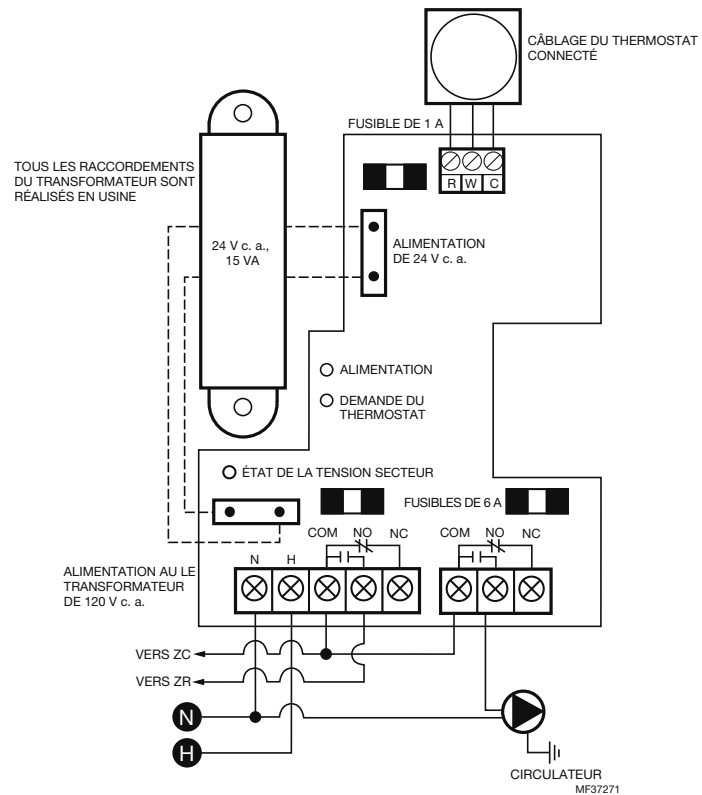 CÂBLAGE DU THERMOSTAT
CONNECTÉ
FUSIBLE DE 1 A
R W C
TOUS LES RACCORDEMENTS
DU TRANSFORMATEUR SONT
RÉALISÉS EN USINE
24 V c. a.,
15 VA
ALIMENTATION
DE 24 V c. a.
ALIMENTATION
DEMANDE DU
THERMOSTAT
ÉTAT DE LA TENSION SECTEUR
FUSIBLES DE 6 A
COM NO NC
COM NO NC
N H
ALIMENTATION AU LE
TRANSFORMATEUR
DE 120 V c. a.
VERS ZC
VERS ZR
N
H
CIRCULATEUR
MF37271